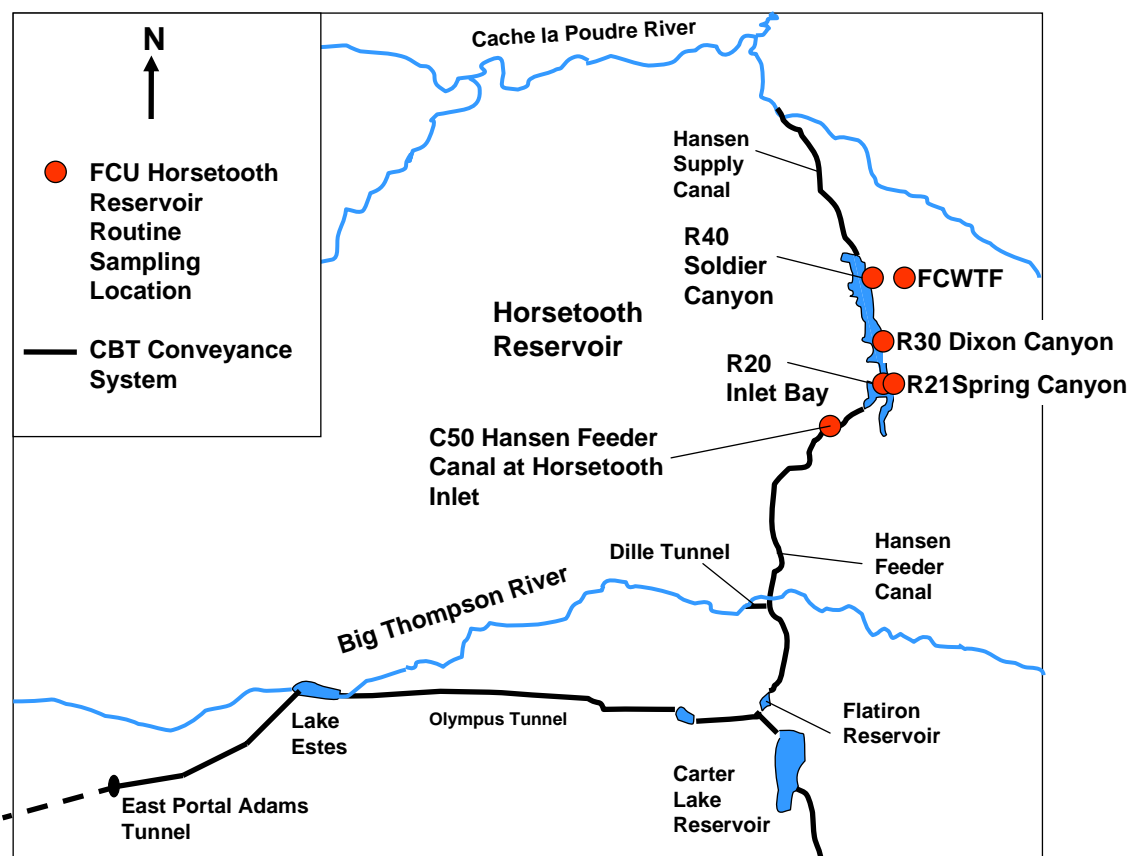 N
FCU Horsetooth
Reservoir
Routine
Sampling
Location
CBT Conveyance
System
Cache la Poudre River
Hansen
Supply
Canal
R40
Soldier
Canyon
FCWTF
Horsetooth
Reservoir
R30 Dixon Canyon
R20
Inlet Bay
R21Spring Canyon
C50 Hansen Feeder
Canal at Horsetooth
Inlet
Dille Tunnel
Hansen
Feeder
Canal
Big Thompson River
Lake
Estes
Olympus Tunnel
Flatiron
Reservoir
Carter
Lake
Reservoir
East Portal Adams
Tunnel